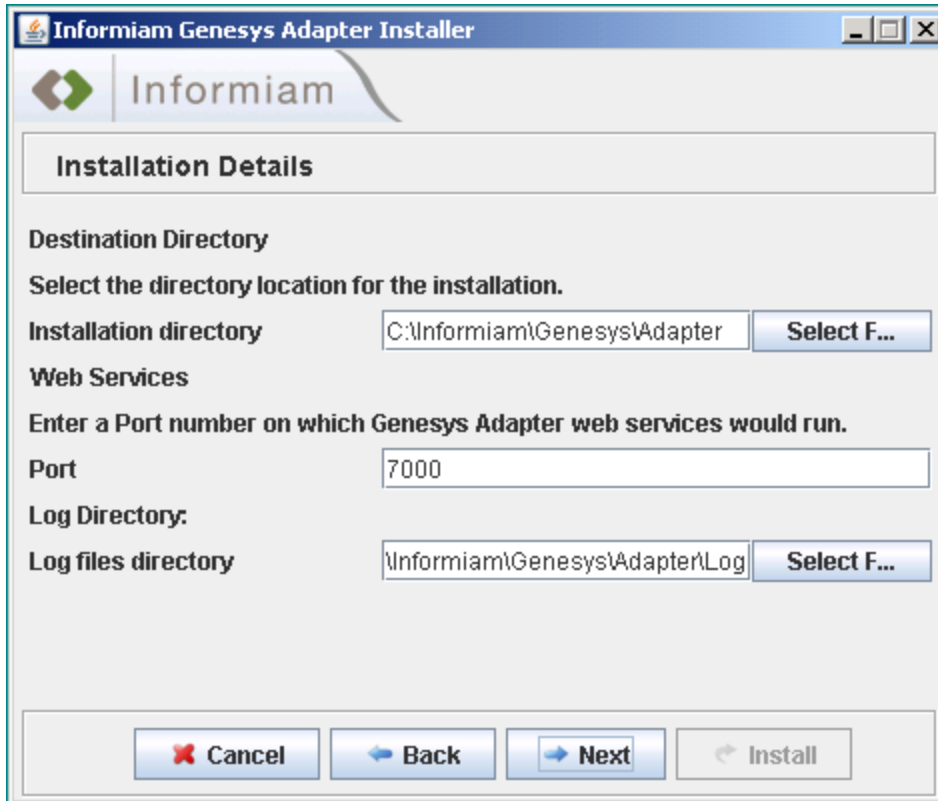 Informiam Genesys Adapter Installer
Informiam
Installation Details
Destination Directory
Select the directory location for the installation.
Installation directory C:\Informiam\Genesys\Adapter Select F...
Web Services
Enter a Port number on which Genesys Adapter web services would run.
Port 7000
Log Directory:
Log files directory \Informiam\Genesys\Adapter\Log Select F...
Cancel Back Next Install